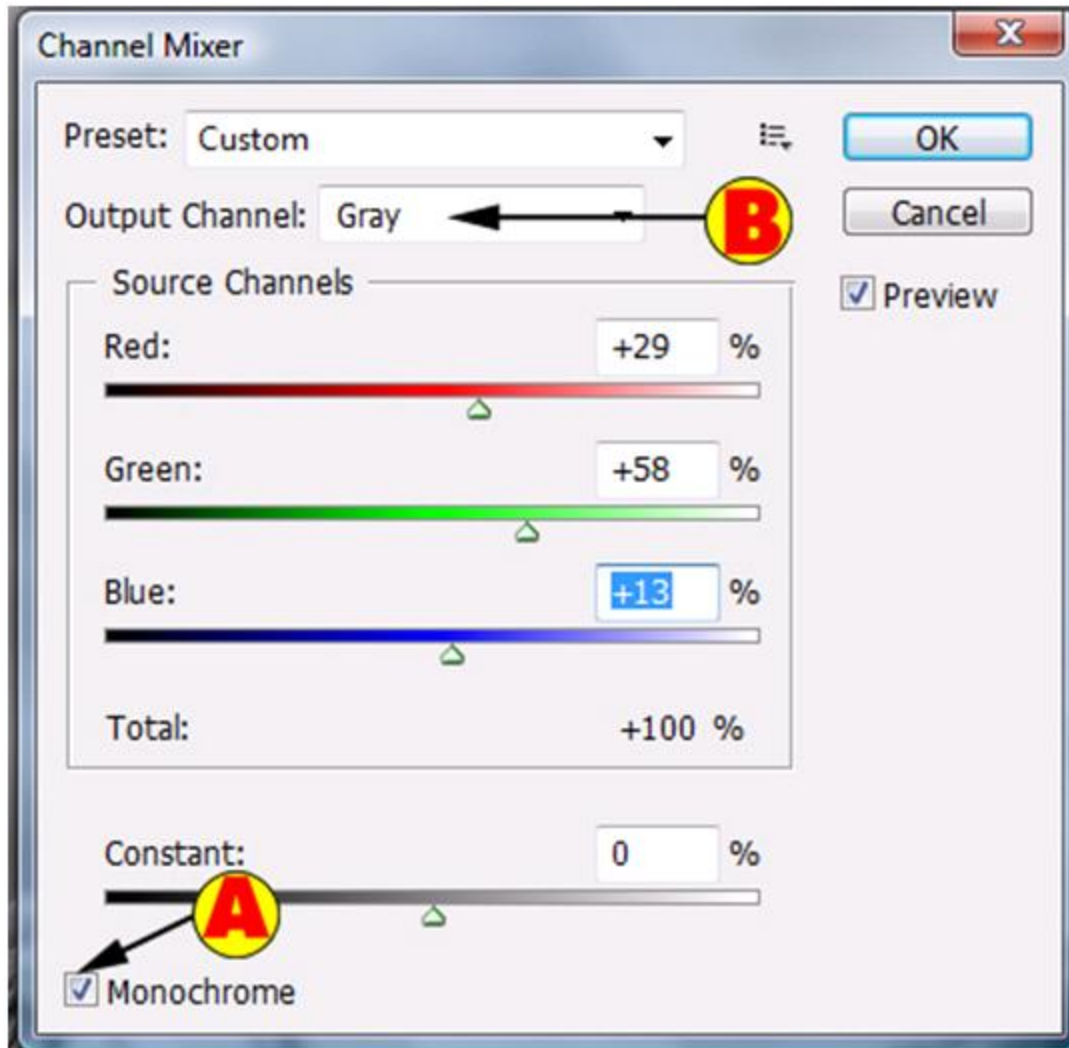 Channel Mixer
X
Preset: Custom
OK
Output Channel: Gray
B
Cancel
Source Channels
Preview
Red: +29 %
Green: +58 %
Blue: +13 %
Total: +100 %
Constant: 0 %
A
Monochrome